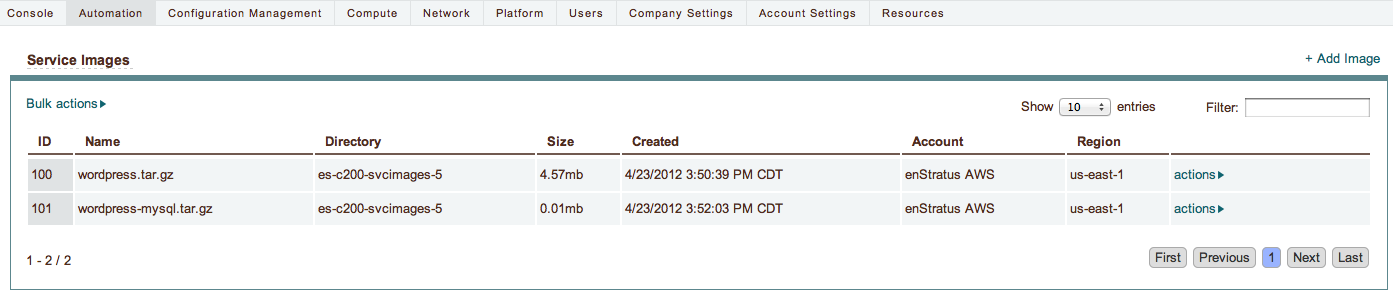 Console Automation Configuration Management Compute Network Platform Users Company Settings Account Settings Resources
Service Images + Add Image
Bulk actions Show 10 entries Filter:
ID Name Directory Size Created Account Region
100 wordpress.tar.gz es-c200-svcimages-5 4.57mb 4/23/2012 3:50:39 PM CDT enStratus AWS us-east-1 actions
101 wordpress-mysql.tar.gz es-c200-svcimages-5 0.01mb 4/23/2012 3:52:03 PM CDT enStratus AWS us-east-1 actions
1 - 2 / 2 First Previous 1 Next Last